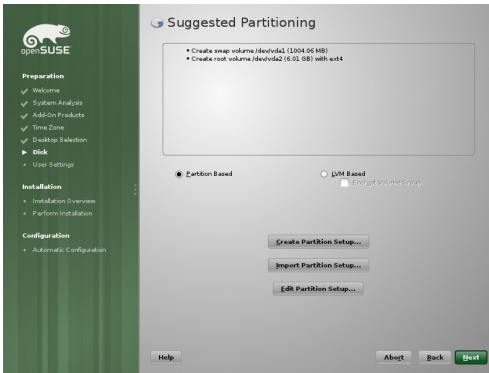 openSUSE
Preparation
Welcome
System Analysis
Add-On Products
Time Zone
Desktop Selection
Disk
User Settings
Installation
Installation Overview
Perform Installation
Configuration
Automatic Configuration
Suggested Partitioning
Create swap volume /dev/vda1 (1004.06 MB)
Create root volume /dev/vda2 (6.01 GB) with ext4
Partition Based
LVM Based
Encrypt Volume Group
Create Partition Setup...
Import Partition Setup...
Edit Partition Setup...
Help
Abort
Back
Next